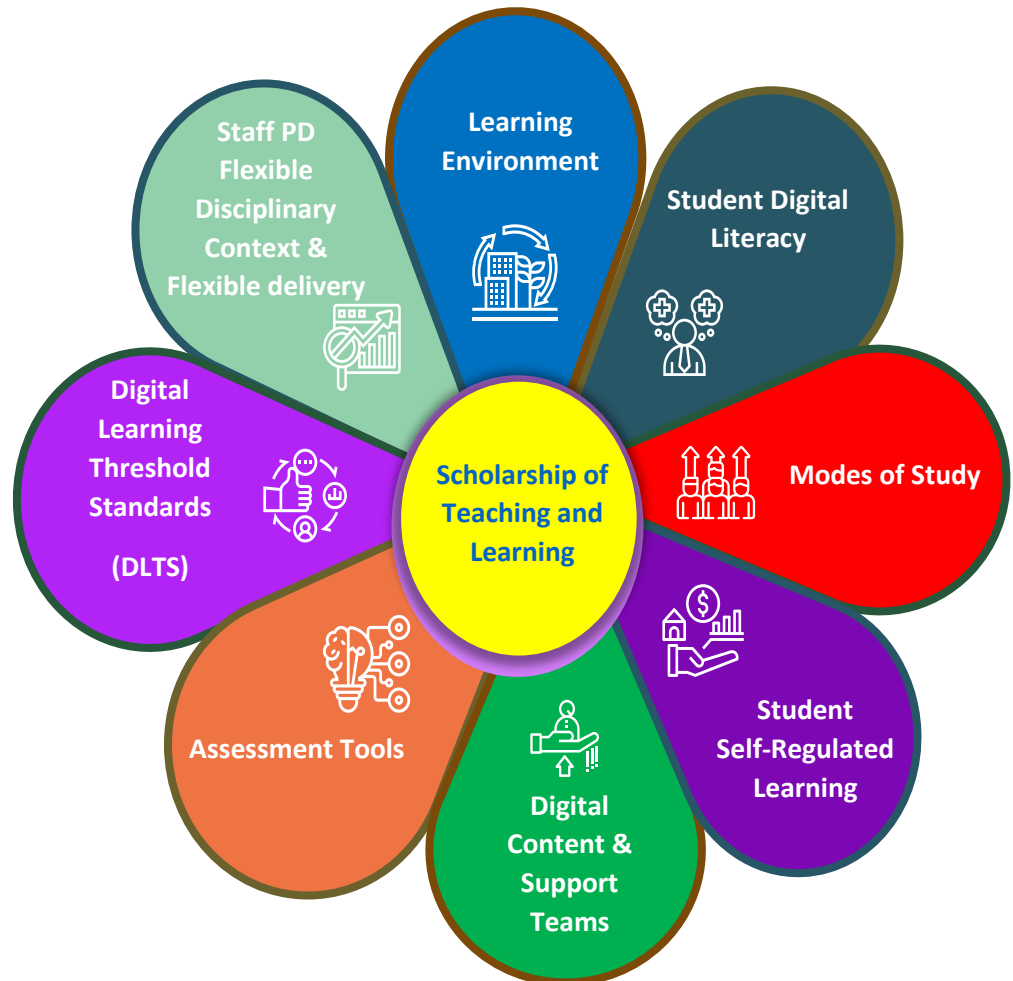 Learning
Environment
Student Digital
Literacy
Modes of Study
Student
Self-Regulated
Learning
Digital
Content &
Support
Teams
Assessment Tools
Digital
Learning
Threshold
Standards
(DLTS)
Staff PD
Flexible
Disciplinary
Context &
Flexible delivery
Scholarship of
Teaching and
Learning